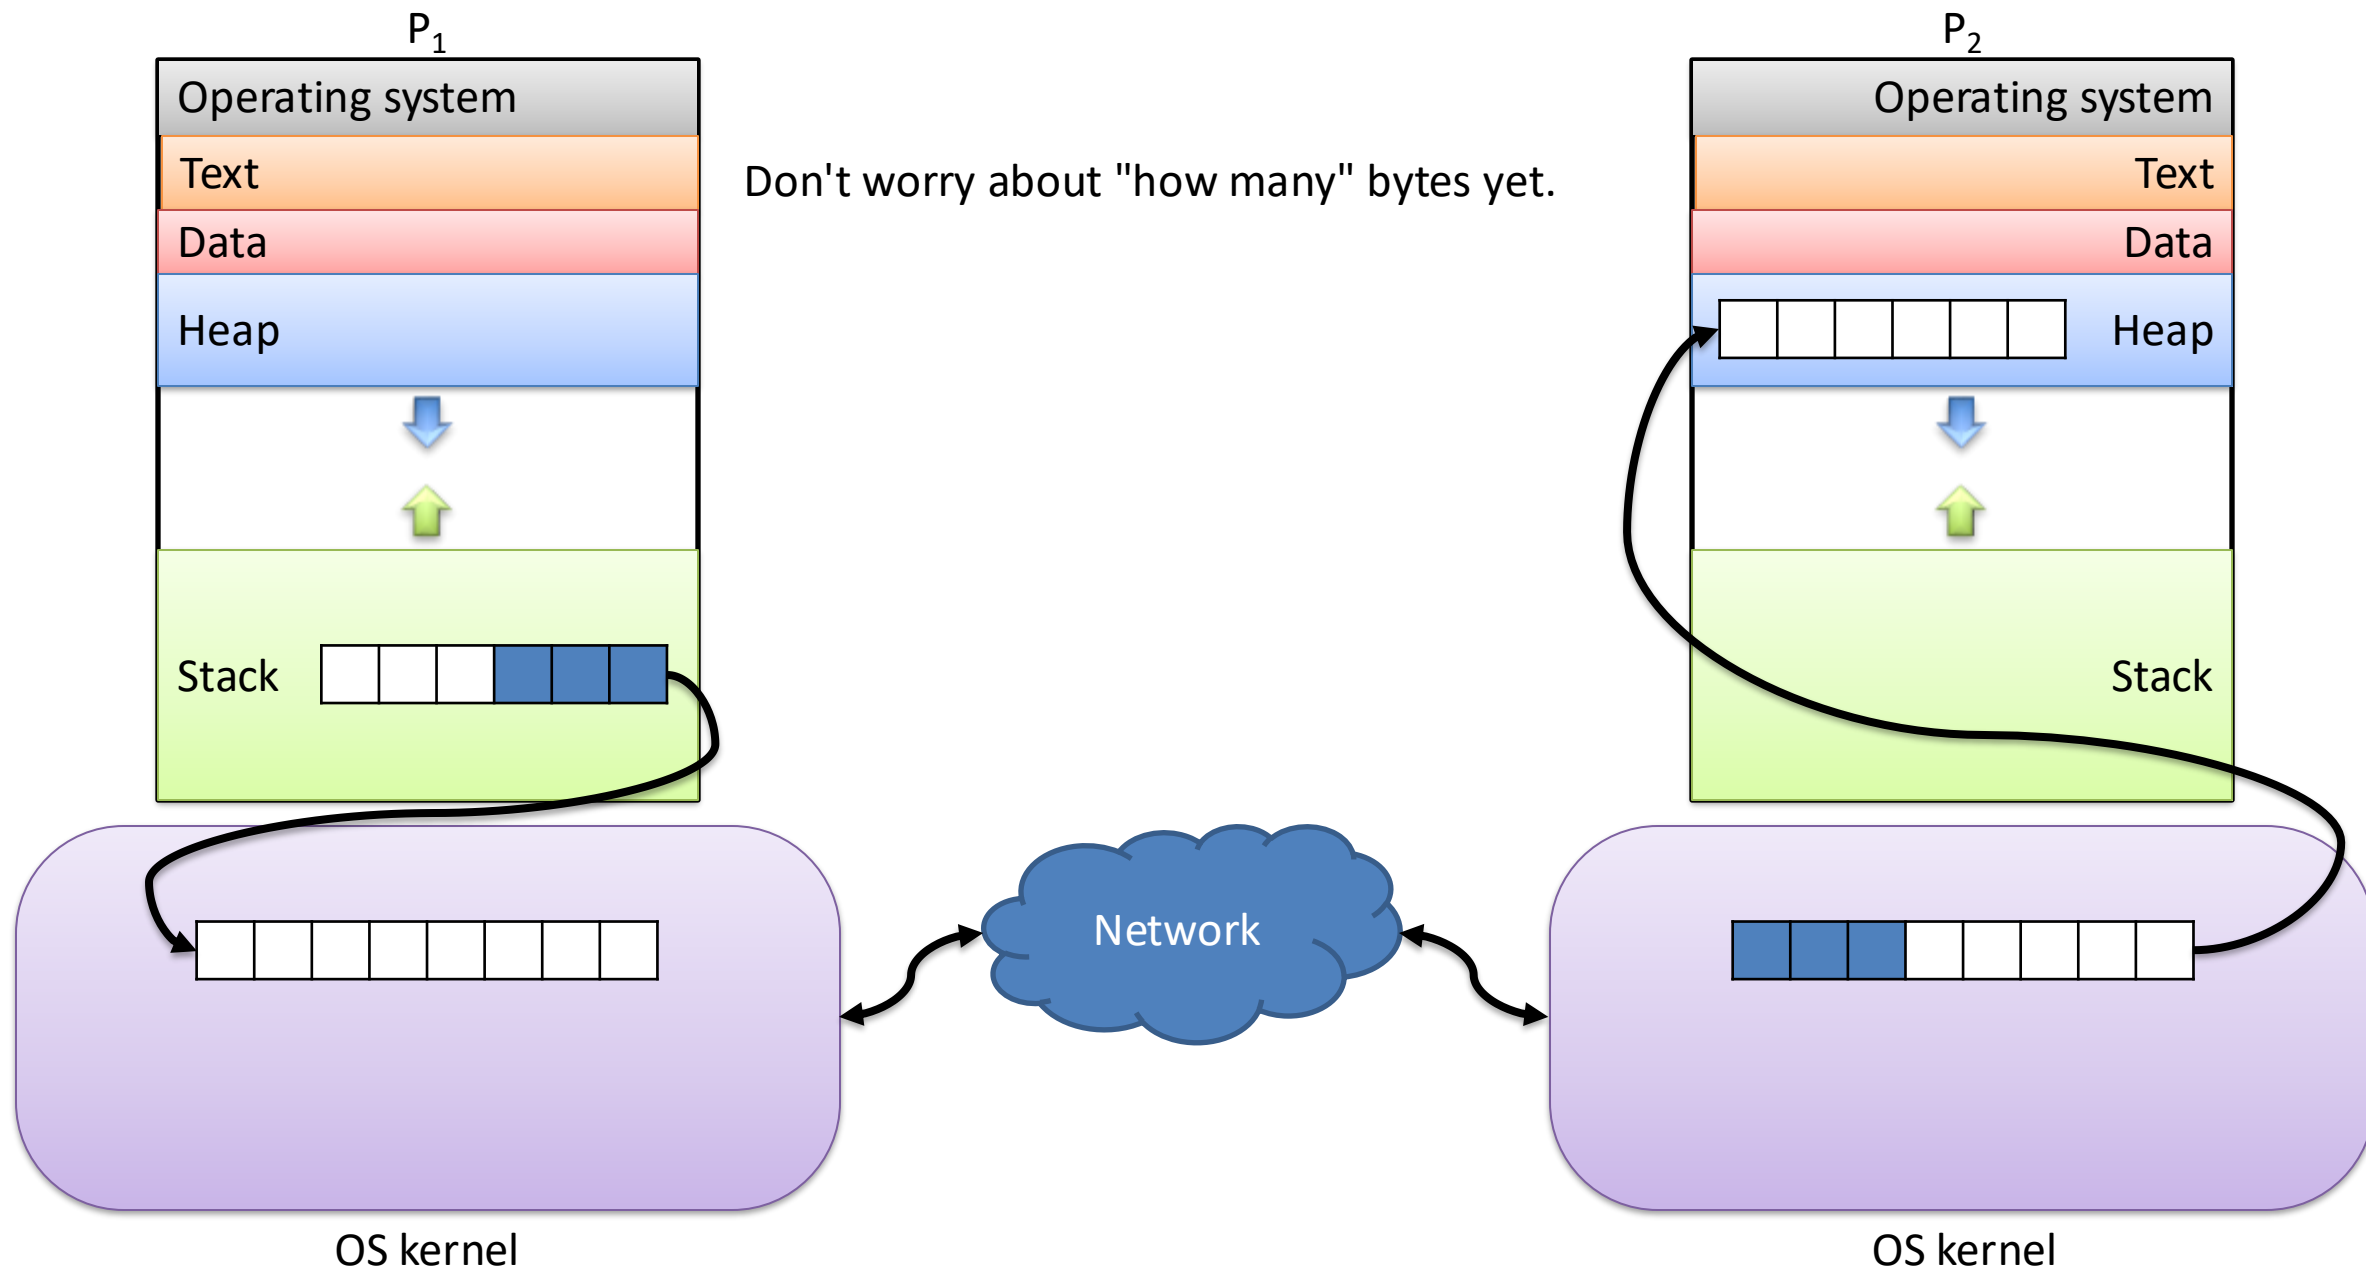 P1
Operating system
Text
Data
Heap
Stack
OS kernel
Don't worry about "how many" bytes yet.
Network
P2
Operating system
Text
Data
Heap
Stack
OS kernel